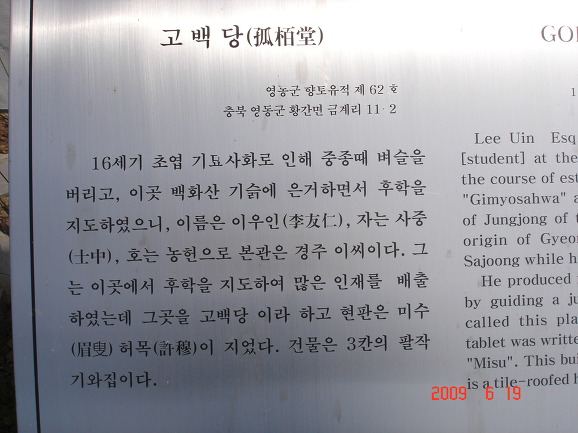 고백당(孤栢堂)
영동군 향토유적 제 62 호
충북 영동군 황간면 금계리 11-2
16세기 초엽 기묘사화로 인해 중종때 벼슬을
버리고, 이곳 백화산 기슭에 은거하면서 후학을
지도하였으니, 이름은 이우인(李友仁), 자는 사중
(士中), 호는 농헌으로 본관은 경주 이씨이다. 그
는 이곳에서 후학을 지도하여 많은 인재를 배출
하였는데 그곳을 고백당 이라 하고 현판은 미수
(眉叟) 허목(許穆)이 지었다. 건물은 3칸의 팔작
기와집이다.
GO
Lee Uin Esq
[student] at the
the course of est
"Gimyosahwa" a
of Jungjong of t
origin of Gyeo
Sajoong while h
He produced
by guiding a ju
called this pla
tablet was writte
"Misu". This bui
is a tile-roofed h
2009 6 19